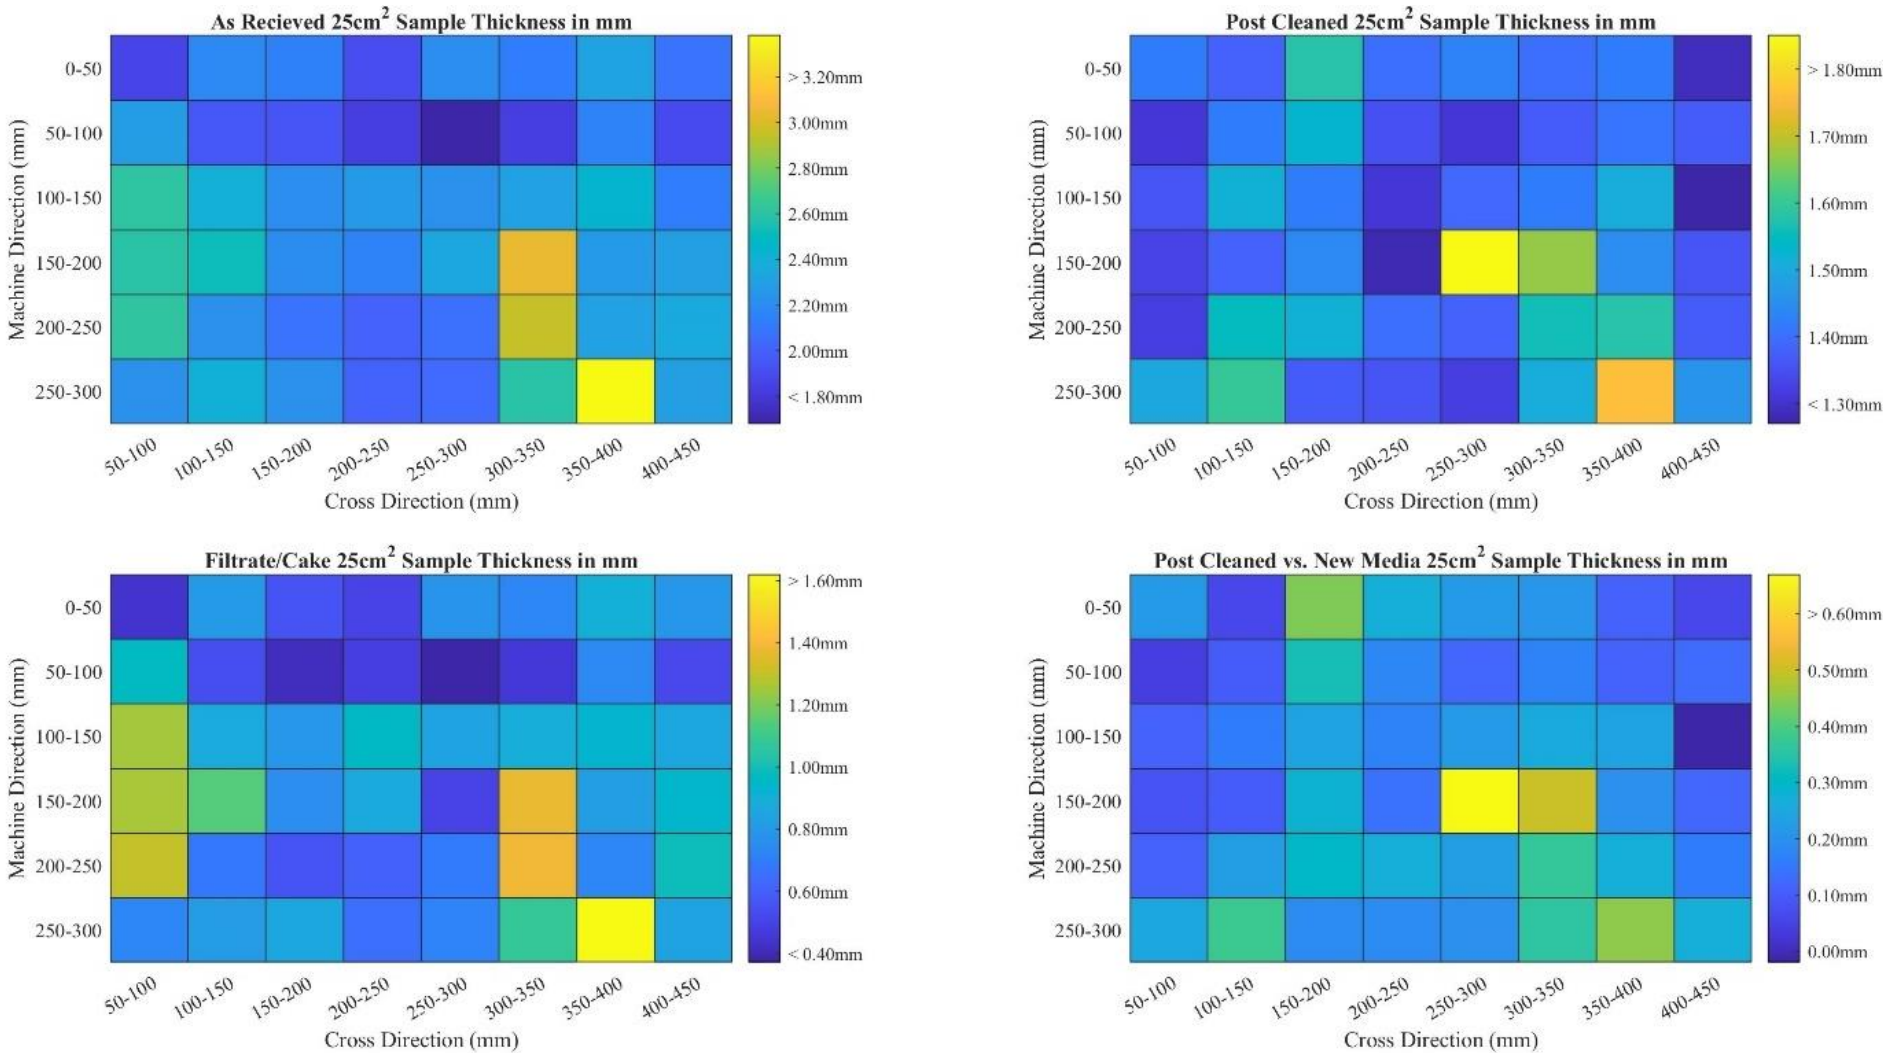 As Recieved 25cm² Sample Thickness in mm
Machine Direction (mm)
0-50
50-100
100-150
150-200
200-250
250-300
50-100 100-150 150-200 200-250 250-300 300-350 350-400 400-450
Cross Direction (mm)
> 3.20mm
3.00mm
2.80mm
2.60mm
2.40mm
2.20mm
2.00mm
< 1.80mm
Post Cleaned 25cm² Sample Thickness in mm
Machine Direction (mm)
0-50
50-100
100-150
150-200
200-250
250-300
50-100 100-150 150-200 200-250 250-300 300-350 350-400 400-450
Cross Direction (mm)
> 1.80mm
1.70mm
1.60mm
1.50mm
1.40mm
< 1.30mm
Filtrate/Cake 25cm² Sample Thickness in mm
Machine Direction (mm)
0-50
50-100
100-150
150-200
200-250
250-300
50-100 100-150 150-200 200-250 250-300 300-350 350-400 400-450
Cross Direction (mm)
> 1.60mm
1.40mm
1.20mm
1.00mm
0.80mm
0.60mm
< 0.40mm
Post Cleaned vs. New Media 25cm² Sample Thickness in mm
Machine Direction (mm)
0-50
50-100
100-150
150-200
200-250
250-300
50-100 100-150 150-200 200-250 250-300 300-350 350-400 400-450
Cross Direction (mm)
> 0.60mm
0.50mm
0.40mm
0.30mm
0.20mm
0.10mm
0.00mm